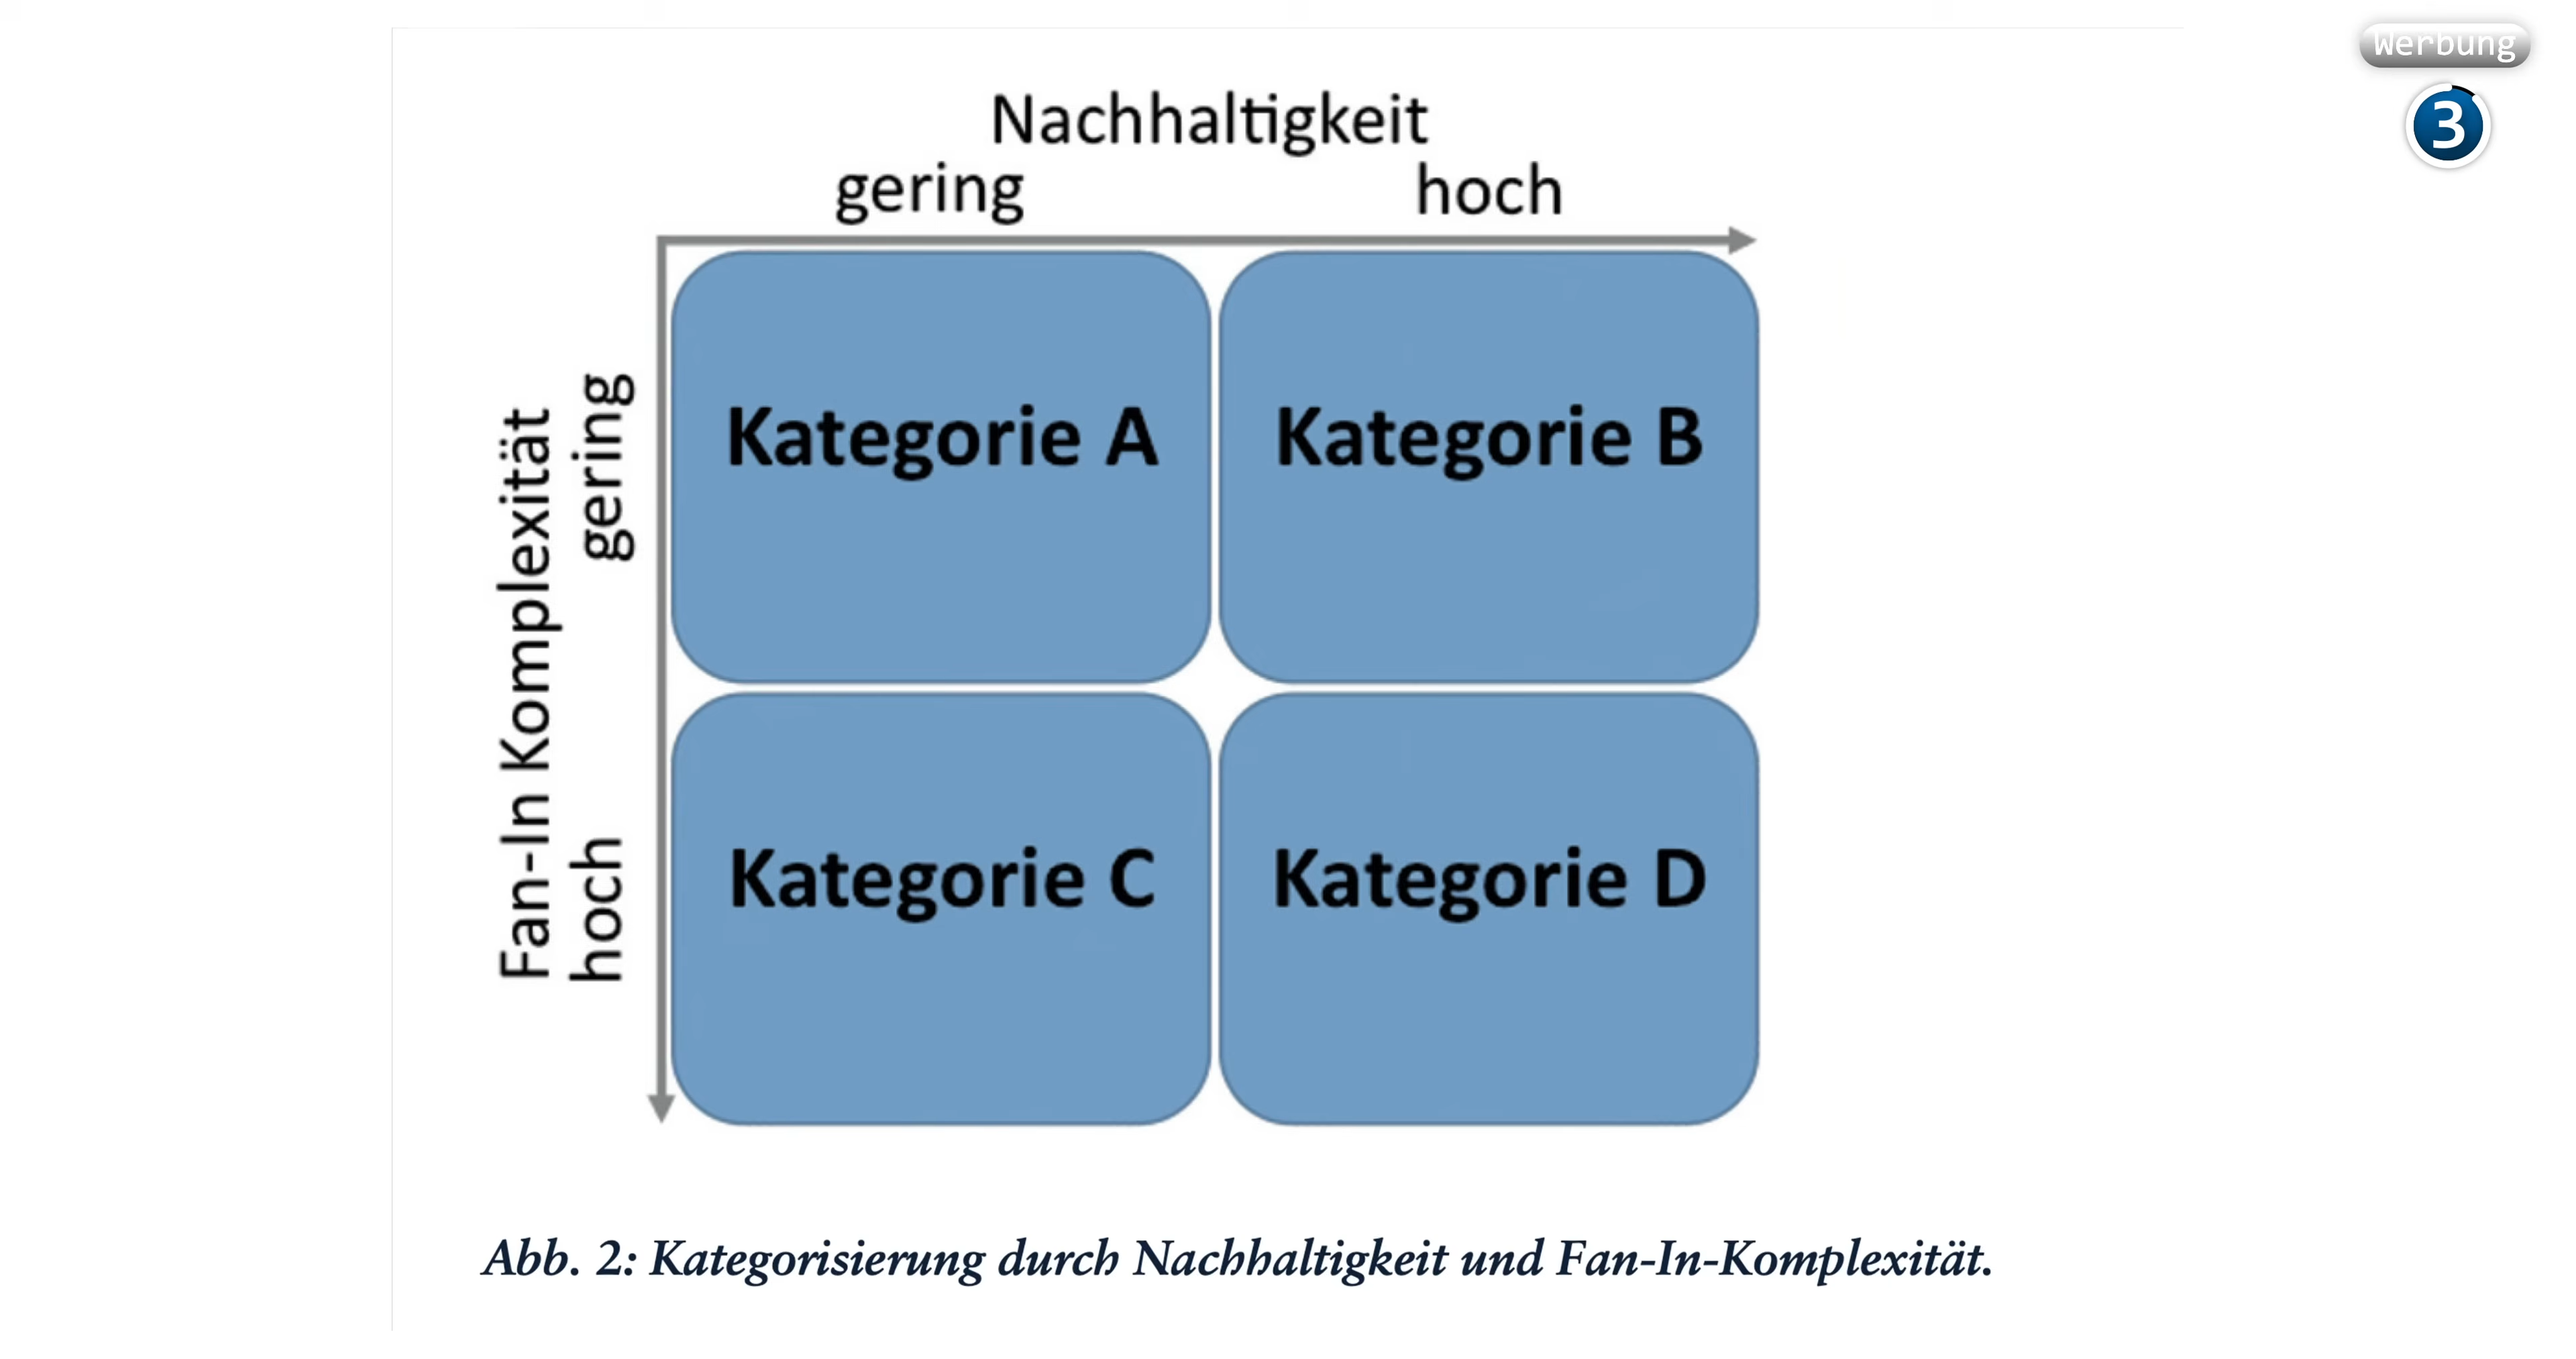 Werbung
3
Nachhaltigkeit
gering hoch
Fan-In Komplexität
gering
hoch
Kategorie A
Kategorie B
Kategorie C
Kategorie D
Abb. 2: Kategorisierung durch Nachhaltigkeit und Fan-In-Komplexität.